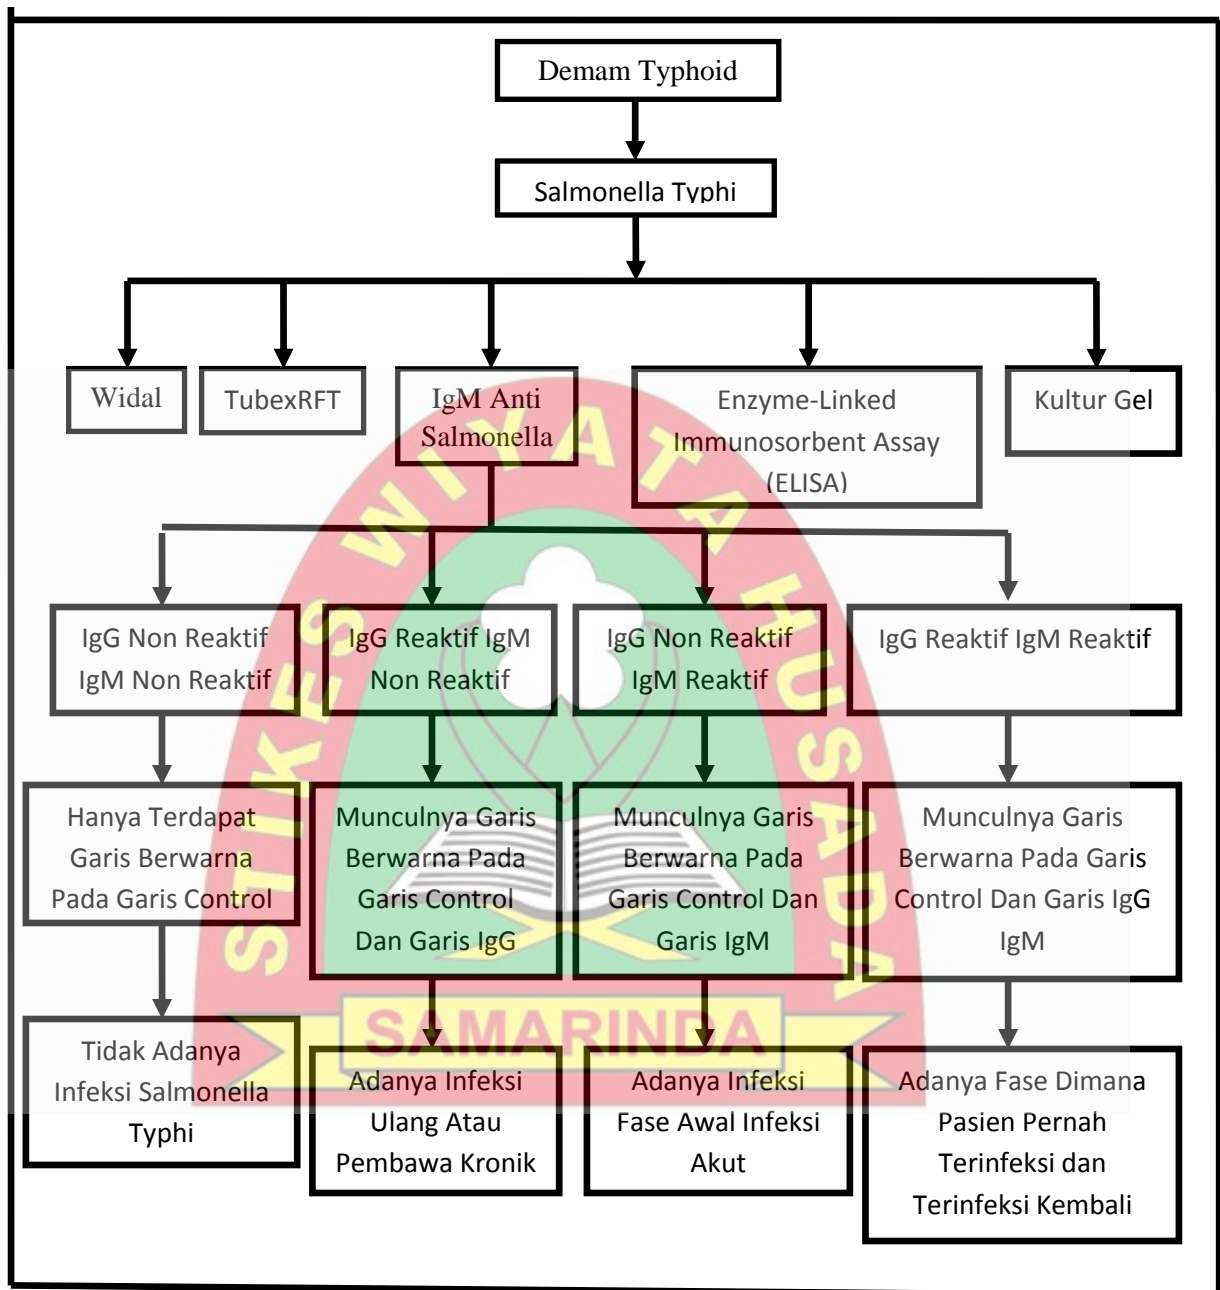 Demam Typhoid
Salmonella Typhi
Widal
TubexRFT
IgM Anti
Salmonella
Enzyme-Linked
Immunosorbent Assay
(ELISA)
Kultur Gel
IgG Non Reaktif
IgM Non Reaktif
IgG Reaktif IgM
Non Reaktif
IgG Non Reaktif
IgM Reaktif
IgG Reaktif IgM Reaktif
Hanya Terdapat
Garis Berwarna
Pada Garis Control
Munculnya Garis
Berwarna Pada
Garis Control
Dan Garis IgG
Munculnya Garis
Berwarna Pada
Garis Control Dan
Garis IgM
Munculnya Garis
Berwarna Pada Garis
Control Dan Garis IgG
IgM
Tidak Adanya
Infeksi Salmonella
Typhi
Adanya Infeksi
Ulang Atau
Pembawa Kronik
Adanya Infeksi
Fase Awal Infeksi
Akut
Adanya Fase Dimana
Pasien Pernah
Terinfeksi dan
Terinfeksi Kembali
STIKES WIYATA HUSADA
SAMARINDA